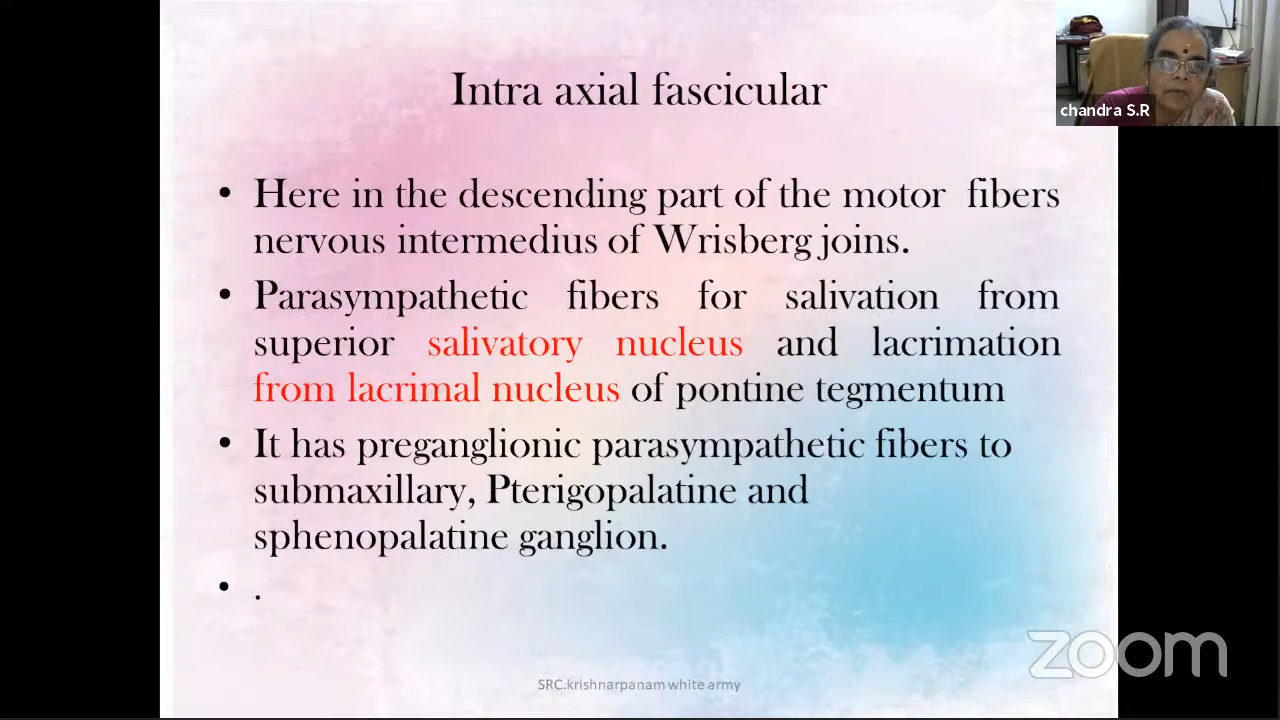 Intra axial fascicular
chandra S.R
• Here in the descending part of the motor fibers
nervous intermedius of Wrisberg joins.
• Parasympathetic fibers for salivation from
superior salivatory nucleus and lacrimation
from lacrimal nucleus of pontine tegmentum
• It has preganglionic parasympathetic fibers to
submaxillary, Pterigopalatine and
sphenopalatine ganglion.
• .
zoom
SRC.krishnarpanam white army